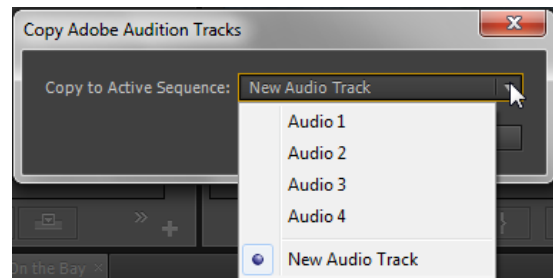 Copy Adobe Audition Tracks
Copy to Active Sequence: New Audio Track
Audio 1
Audio 2
Audio 3
Audio 4
New Audio Track
On the Bay ×